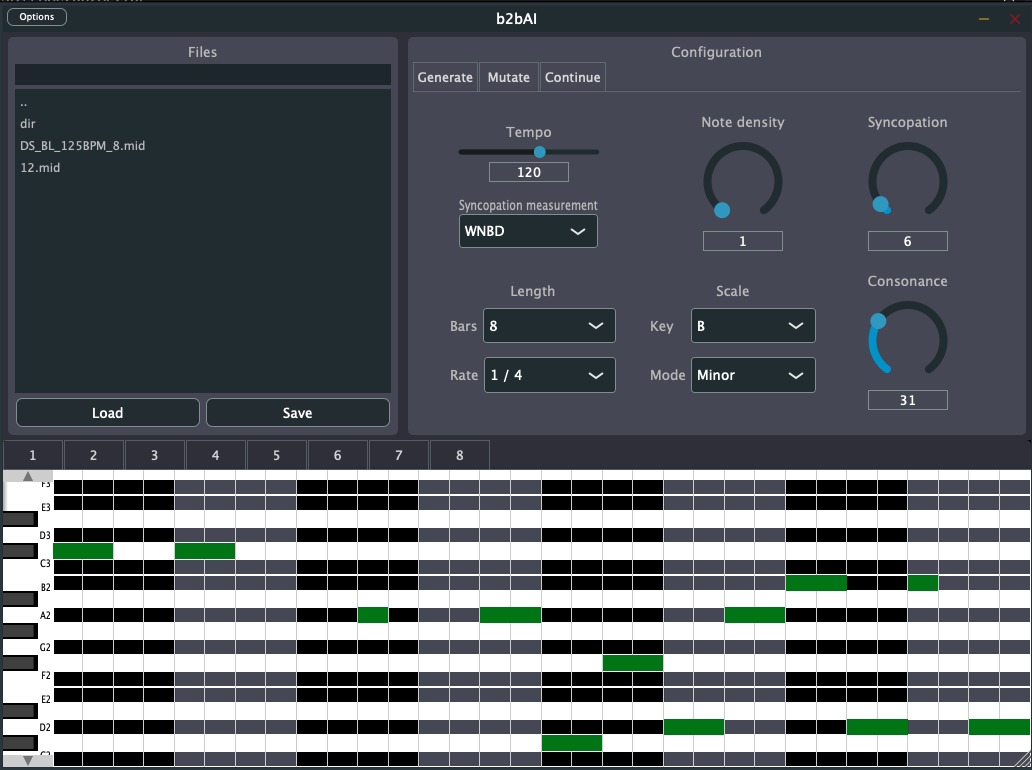 Options
b2bAI
Files
..
dir
DS_BL_125BPM_8.mid
12.mid
Load
Save
Configuration
Generate
Mutate
Continue
Tempo
120
Syncopation measurement
WNBD
Note density
1
Syncopation
6
Length
Bars
8
Rate
1 / 4
Scale
Key
B
Mode
Minor
Consonance
31
1 2 3 4 5 6 7 8
F3
E3
D3
C3
B2
A2
G2
F2
E2
D2